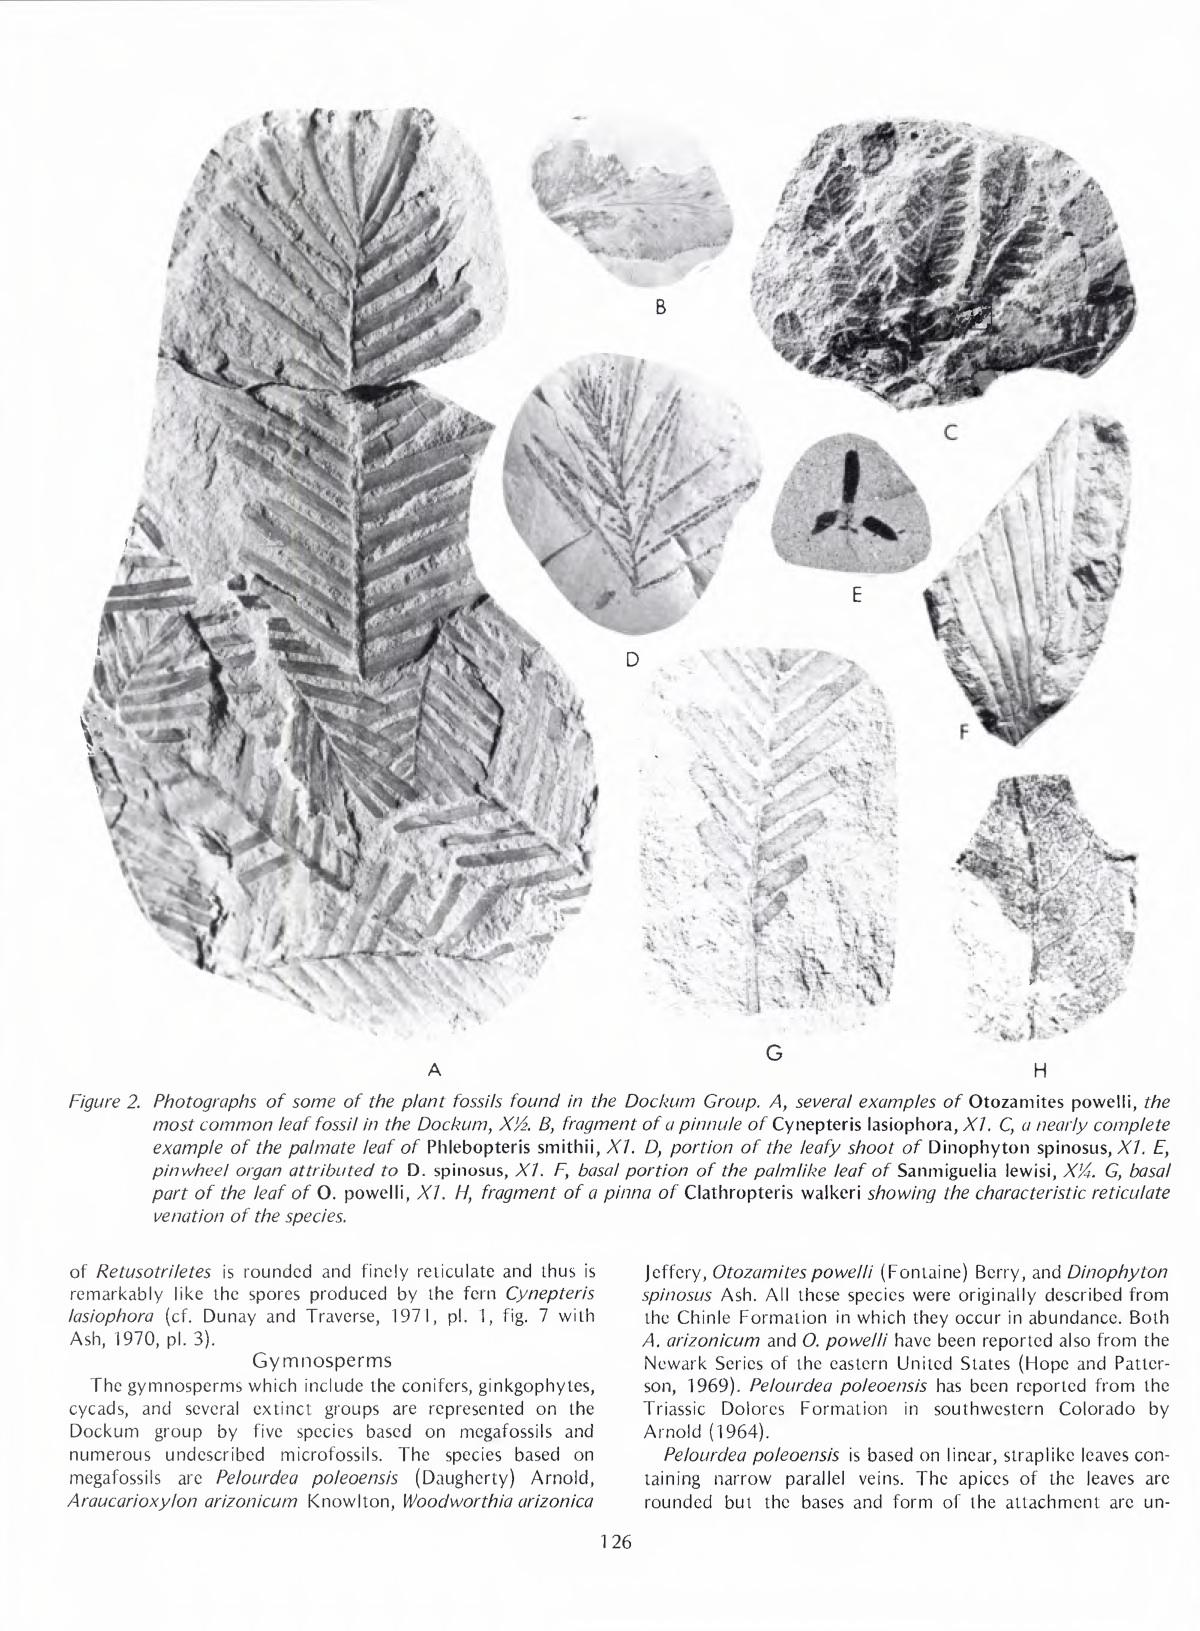 B
C
E
D
F
G
A
H
Figure 2. Photographs of some of the plant fossils found in the Dockum Group. A, several examples of Otozamites powelli, the
most common leaf fossil in the Dockum, X½. B, fragment of a pinnule of Cynepteris lasiophora, X1. C, a nearly complete
example of the palmate leaf of Phlebopteris smithii, X1. D, portion of the leafy shoot of Dinophyton spinosus, X1. E,
pinwheel organ attributed to D. spinosus, X1. F, basal portion of the palmlike leaf of Sanmiguelia lewisi, X¼. G, basal
part of the leaf of O. powelli, X1. H, fragment of a pinna of Clathropteris walkeri showing the characteristic reticulate
venation of the species.
of Retusotriletes is rounded and finely reticulate and thus is
remarkably like the spores produced by the fern Cynepteris
lasiophora (cf. Dunay and Traverse, 1971, pl. 1, fig. 7 with
Ash, 1970, pl. 3).
Gymnosperms
The gymnosperms which include the conifers, ginkgophytes,
cycads, and several extinct groups are represented on the
Dockum group by five species based on megafossils and
numerous undescribed microfossils. The species based on
megafossils are Pelourdea poleoensis (Daugherty) Arnold,
Araucarioxylon arizonicum Knowlton, Woodworthia arizonica
Jeffery, Otozamites powelli (Fontaine) Berry, and Dinophyton
spinosus Ash. All these species were originally described from
the Chinle Formation in which they occur in abundance. Both
A. arizonicum and O. powelli have been reported also from the
Newark Series of the eastern United States (Hope and Patter-
son, 1969). Pelourdea poleoensis has been reported from the
Triassic Dolores Formation in southwestern Colorado by
Arnold (1964).
Pelourdea poleoensis is based on linear, straplike leaves con-
taining narrow parallel veins. The apices of the leaves are
rounded but the bases and form of the attachment are un-
126